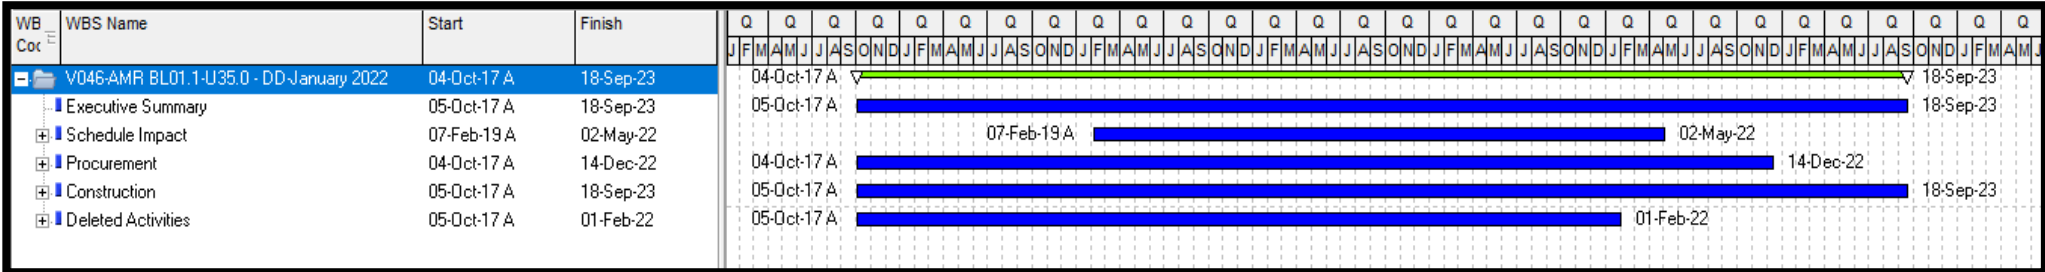 WB WBS Name Start Finish Q Q Q Q Q Q Q Q Q Q Q Q Q Q Q Q Q Q Q Q Q Q Q Q Q Q
Coc J F M A M J J A S O N D J F M A M J J A S O N D J F M A M J J A S O N D J F M A M J J A S O N D J F M A M J J A S O N D J F M A M J J A S O N D J F M A M J
V046-AMR BL01.1-U35.0 - DD-January 2022 04-Oct-17 A 18-Sep-23 04-Oct-17 A 18-Sep-23
Executive Summary 05-Oct-17 A 18-Sep-23 05-Oct-17 A 18-Sep-23
Schedule Impact 07-Feb-19 A 02-May-22 07-Feb-19 A 02-May-22
Procurement 04-Oct-17 A 14-Dec-22 04-Oct-17 A 14-Dec-22
Construction 05-Oct-17 A 18-Sep-23 05-Oct-17 A 18-Sep-23
Deleted Activities 05-Oct-17 A 01-Feb-22 05-Oct-17 A 01-Feb-22